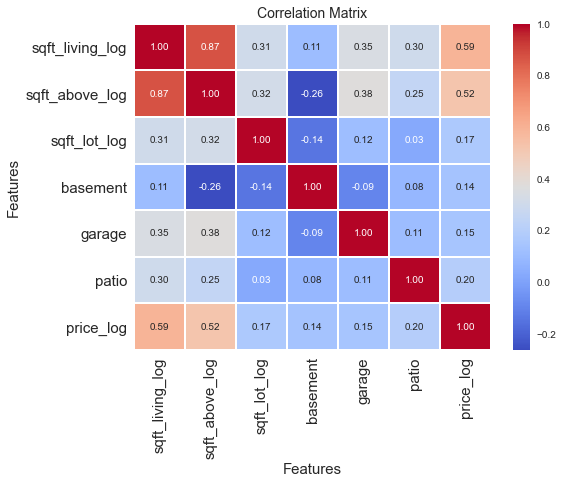 Correlation Matrix
Features
sqft_living_log 1.00 0.87 0.31 0.11 0.35 0.30 0.59
sqft_above_log 0.87 1.00 0.32 -0.26 0.38 0.25 0.52
sqft_lot_log 0.31 0.32 1.00 -0.14 0.12 0.03 0.17
basement 0.11 -0.26 -0.14 1.00 -0.09 0.08 0.14
garage 0.35 0.38 0.12 -0.09 1.00 0.11 0.15
patio 0.30 0.25 0.03 0.08 0.11 1.00 0.20
price_log 0.59 0.52 0.17 0.14 0.15 0.20 1.00
sqft_living_log sqft_above_log sqft_lot_log basement garage patio price_log
Features
1.0
0.8
0.6
0.4
0.2
0.0
−0.2